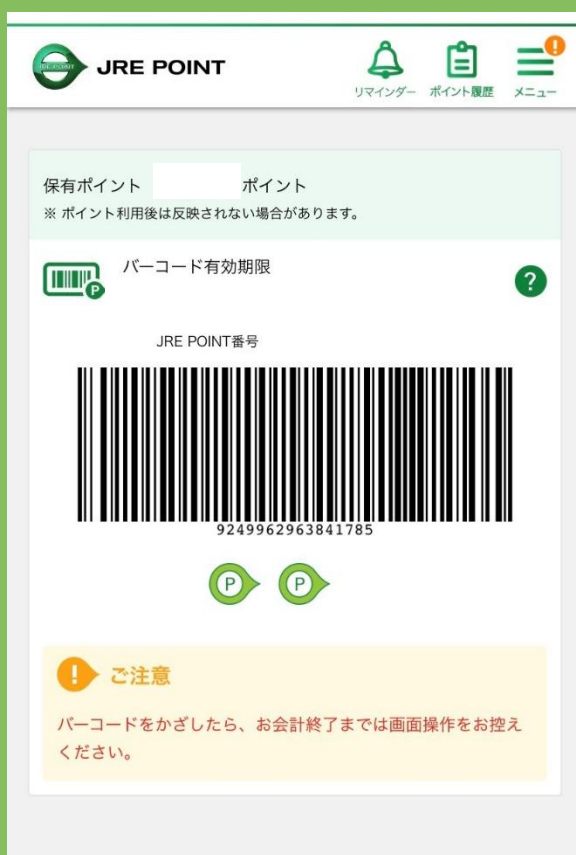 JRE POINT
リマインダー ポイント履歴 メニュー
保有ポイント ポイント
※ ポイント利用後は反映されない場合があります。
バーコード有効期限
?
JRE POINT番号
9249962963841785
P P
! ご注意
バーコードをかざしたら、お会計終了までは画面操作をお控え
ください。